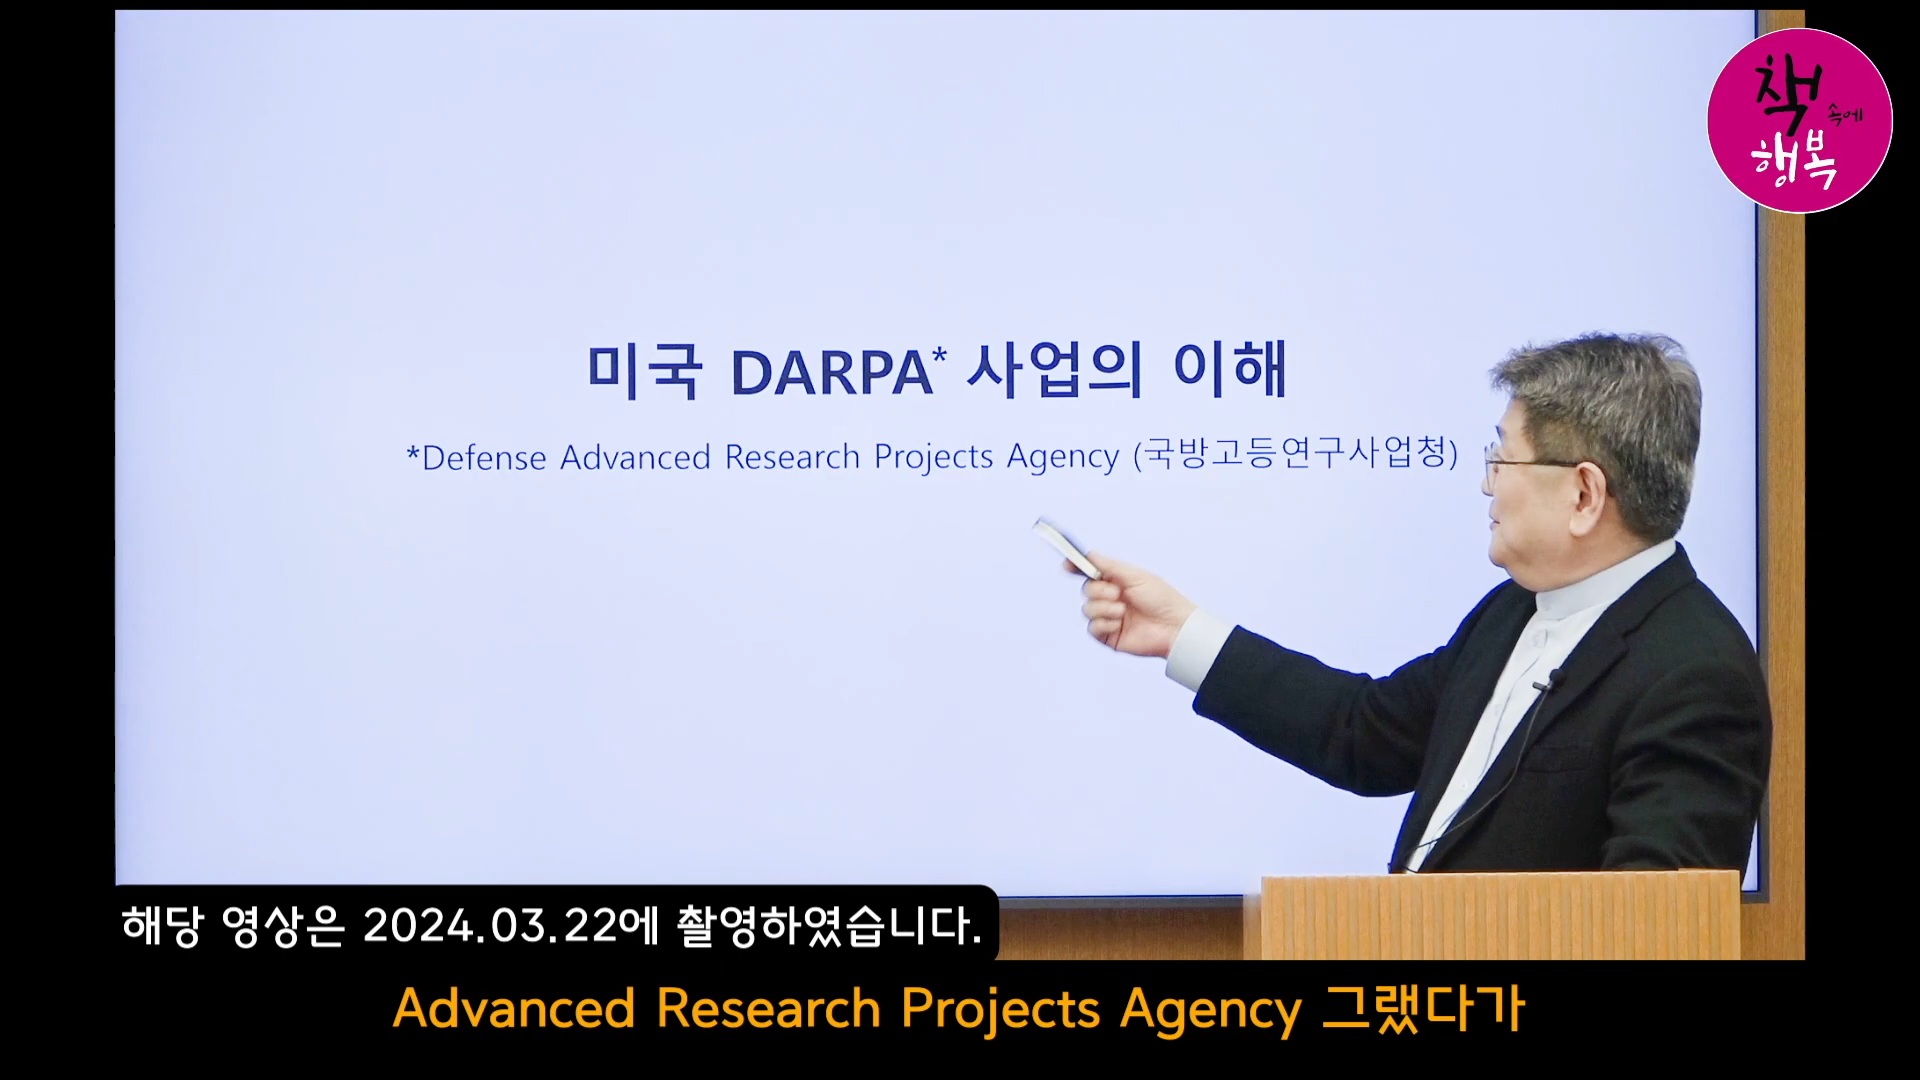 책
속에
행복
미국 DARPA* 사업의 이해
*Defense Advanced Research Projects Agency (국방고등연구사업청)
해당 영상은 2024.03.22에 촬영하였습니다.
Advanced Research Projects Agency 그랬다가